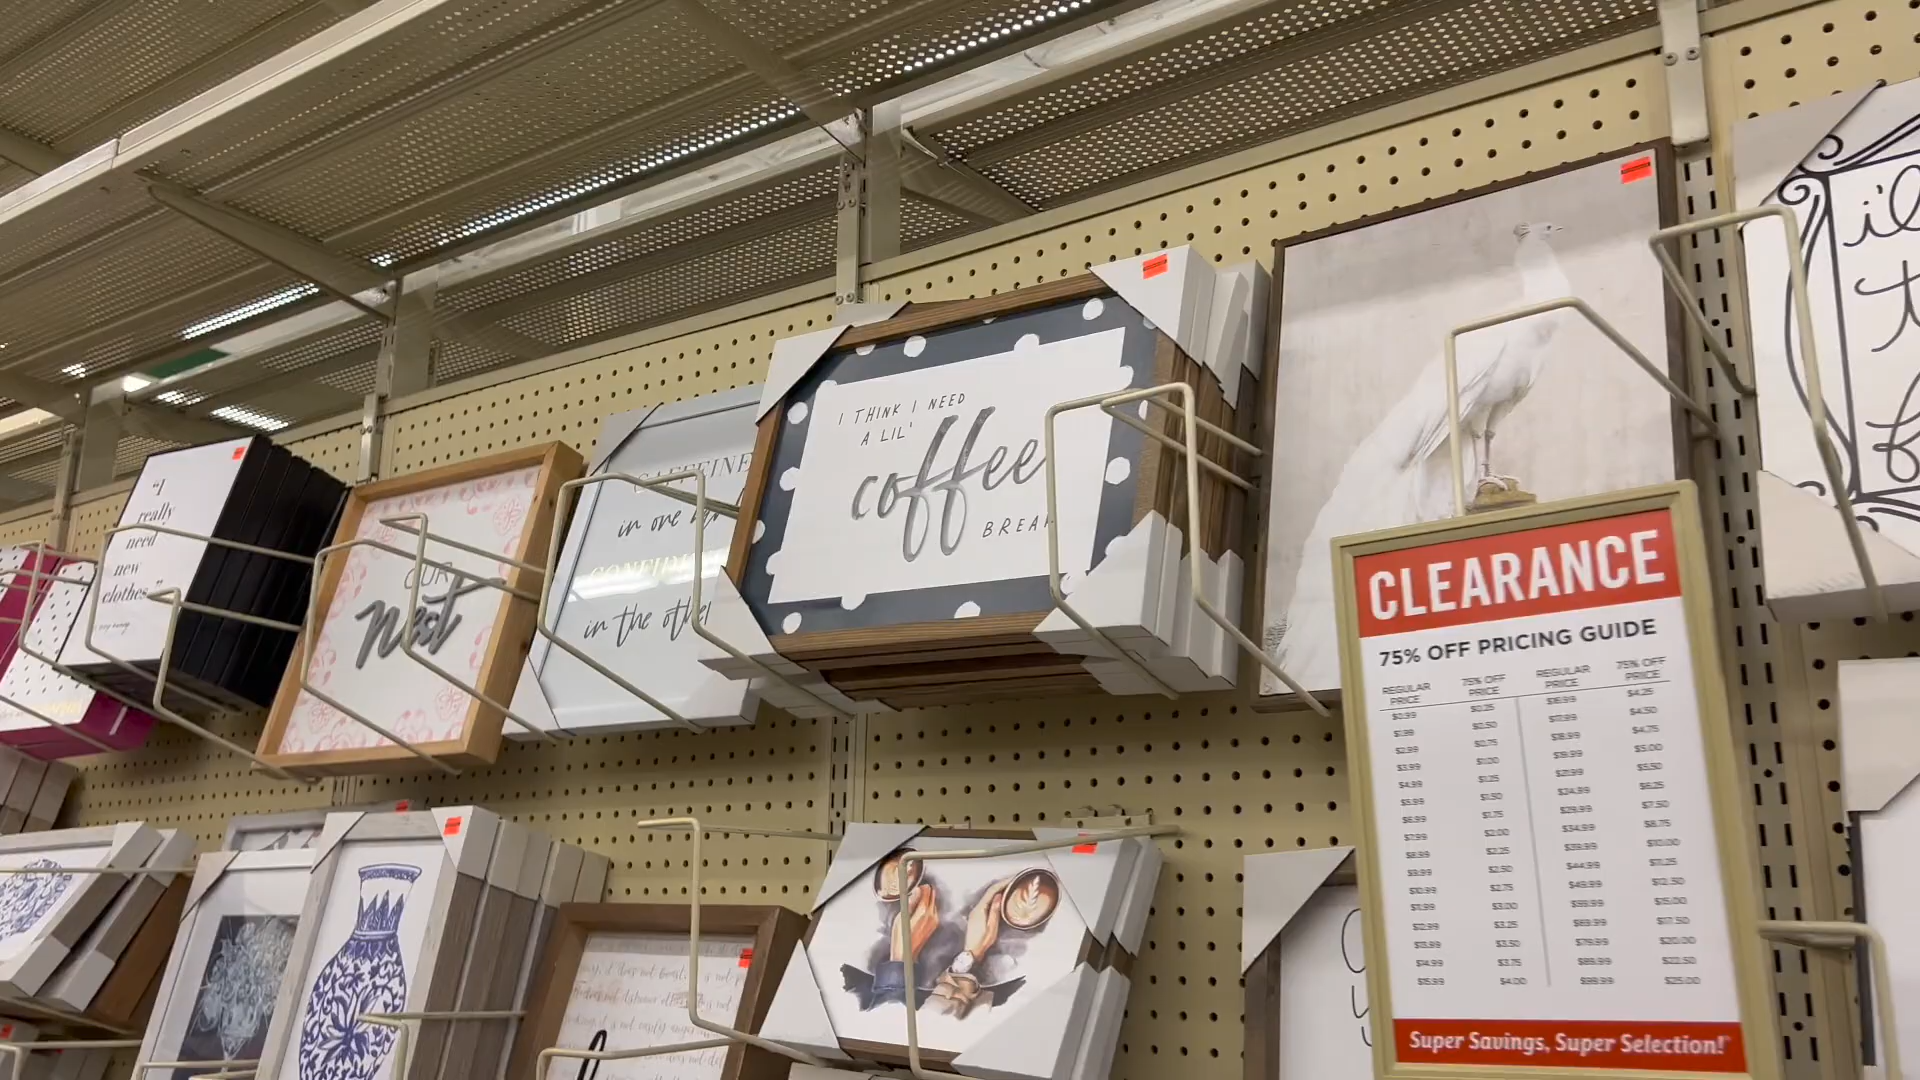 "I
really
need
new
clothes."
OUR
nest
CAFFEINE
in one
in the other
I THINK I NEED
A LIL'
coffee
BREAK
CLEARANCE
75% OFF PRICING GUIDE
REGULAR PRICE 75% OFF PRICE REGULAR PRICE 75% OFF PRICE
$0.99 $0.25 $16.99 $4.25
$1.99 $0.50 $17.99 $4.50
$2.99 $0.75 $18.99 $4.75
$3.99 $1.00 $19.99 $5.00
$4.99 $1.25 $21.99 $5.50
$5.99 $1.50 $24.99 $6.25
$6.99 $1.75 $29.99 $7.50
$7.99 $2.00 $34.99 $8.75
$8.99 $2.25 $39.99 $10.00
$9.99 $2.50 $44.99 $11.25
$10.99 $2.75 $49.99 $12.50
$11.99 $3.00 $59.99 $15.00
$12.99 $3.25 $69.99 $17.50
$13.99 $3.50 $79.99 $20.00
$14.99 $3.75 $89.99 $22.50
$15.99 $4.00 $99.99 $25.00
Super Savings, Super Selection!